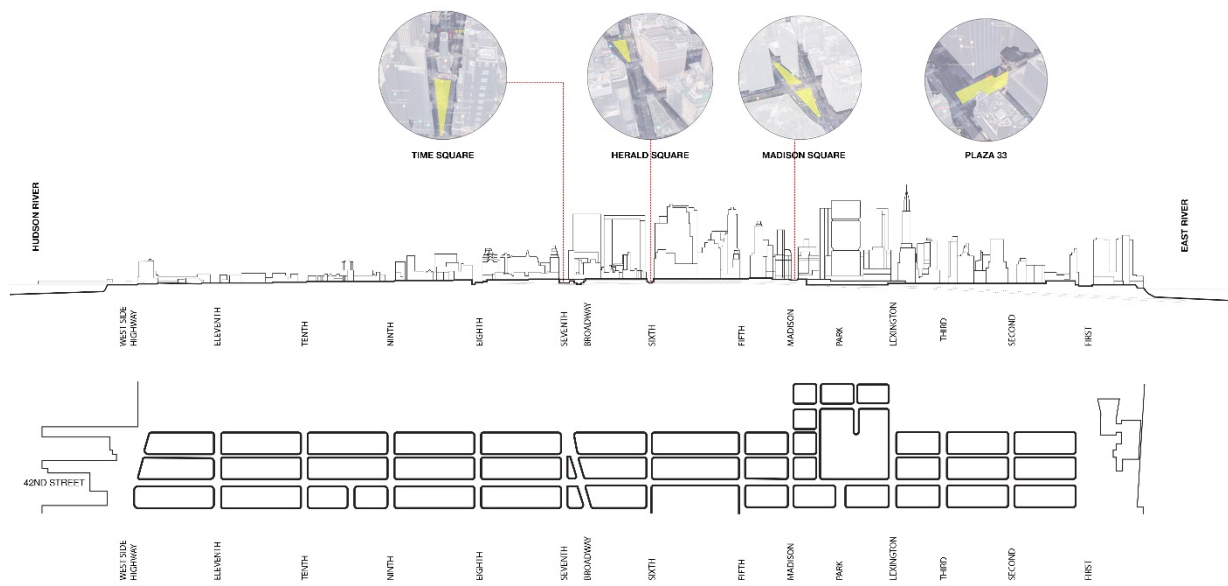 TIME SQUARE
HERALD SQUARE
MADISON SQUARE
PLAZA 33
HUDSON RIVER
EAST RIVER
WEST SIDE
HIGHWAY
ELEVENTH
TENTH
NINTH
EIGHTH
SEVENTH
BROADWAY
SIXTH
FIFTH
MADISON
PARK
LEXINGTON
THIRD
SECOND
FIRST
42ND STREET
WEST SIDE
HIGHWAY
ELEVENTH
TENTH
NINTH
EIGHTH
SEVENTH
BROADWAY
SIXTH
FIFTH
MADISON
PARK
LEXINGTON
THIRD
SECOND
FIRST